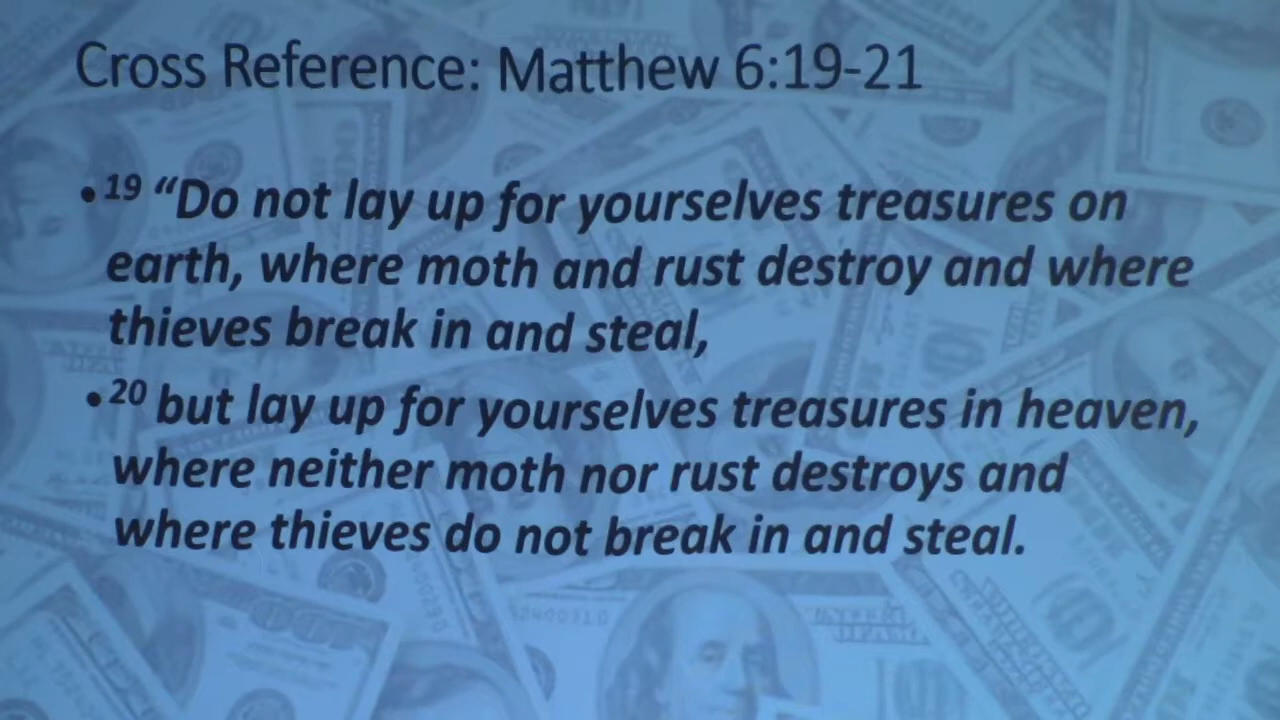 Cross Reference: Matthew 6:19-21
•19 “Do not lay up for yourselves treasures on
earth, where moth and rust destroy and where
thieves break in and steal,
•20 but lay up for yourselves treasures in heaven,
where neither moth nor rust destroys and
where thieves do not break in and steal.